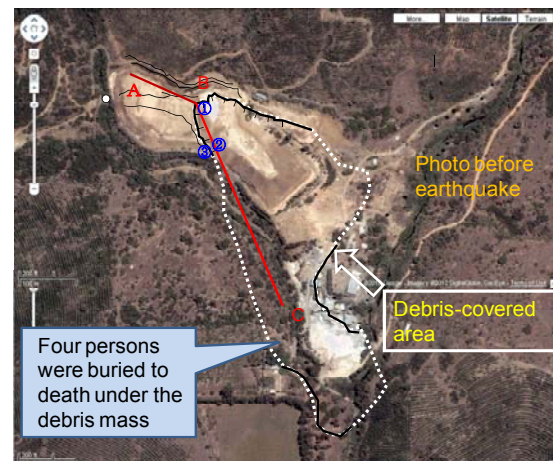 More...
Map
Satellite
Terrain
A
B
①
②
③
Photo before
earthquake
C
Debris-covered
area
Four persons
were buried to
death under the
debris mass